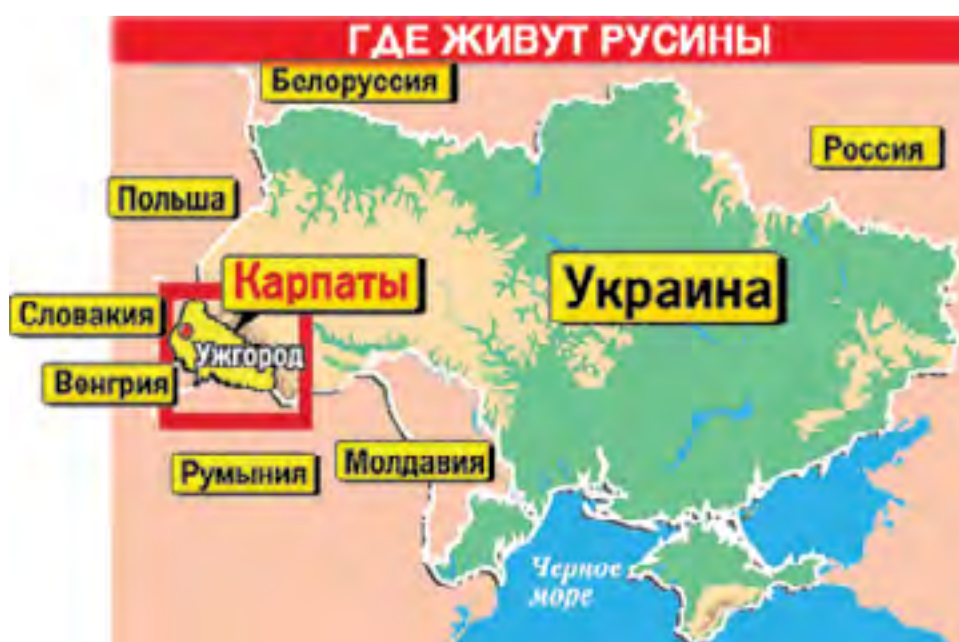 ГДЕ ЖИВУТ РУСИНЫ
Белоруссия
Россия
Польша
Карпаты
Украина
Словакия
Ужгород
Венгрия
Румыния
Молдавия
Черное
море